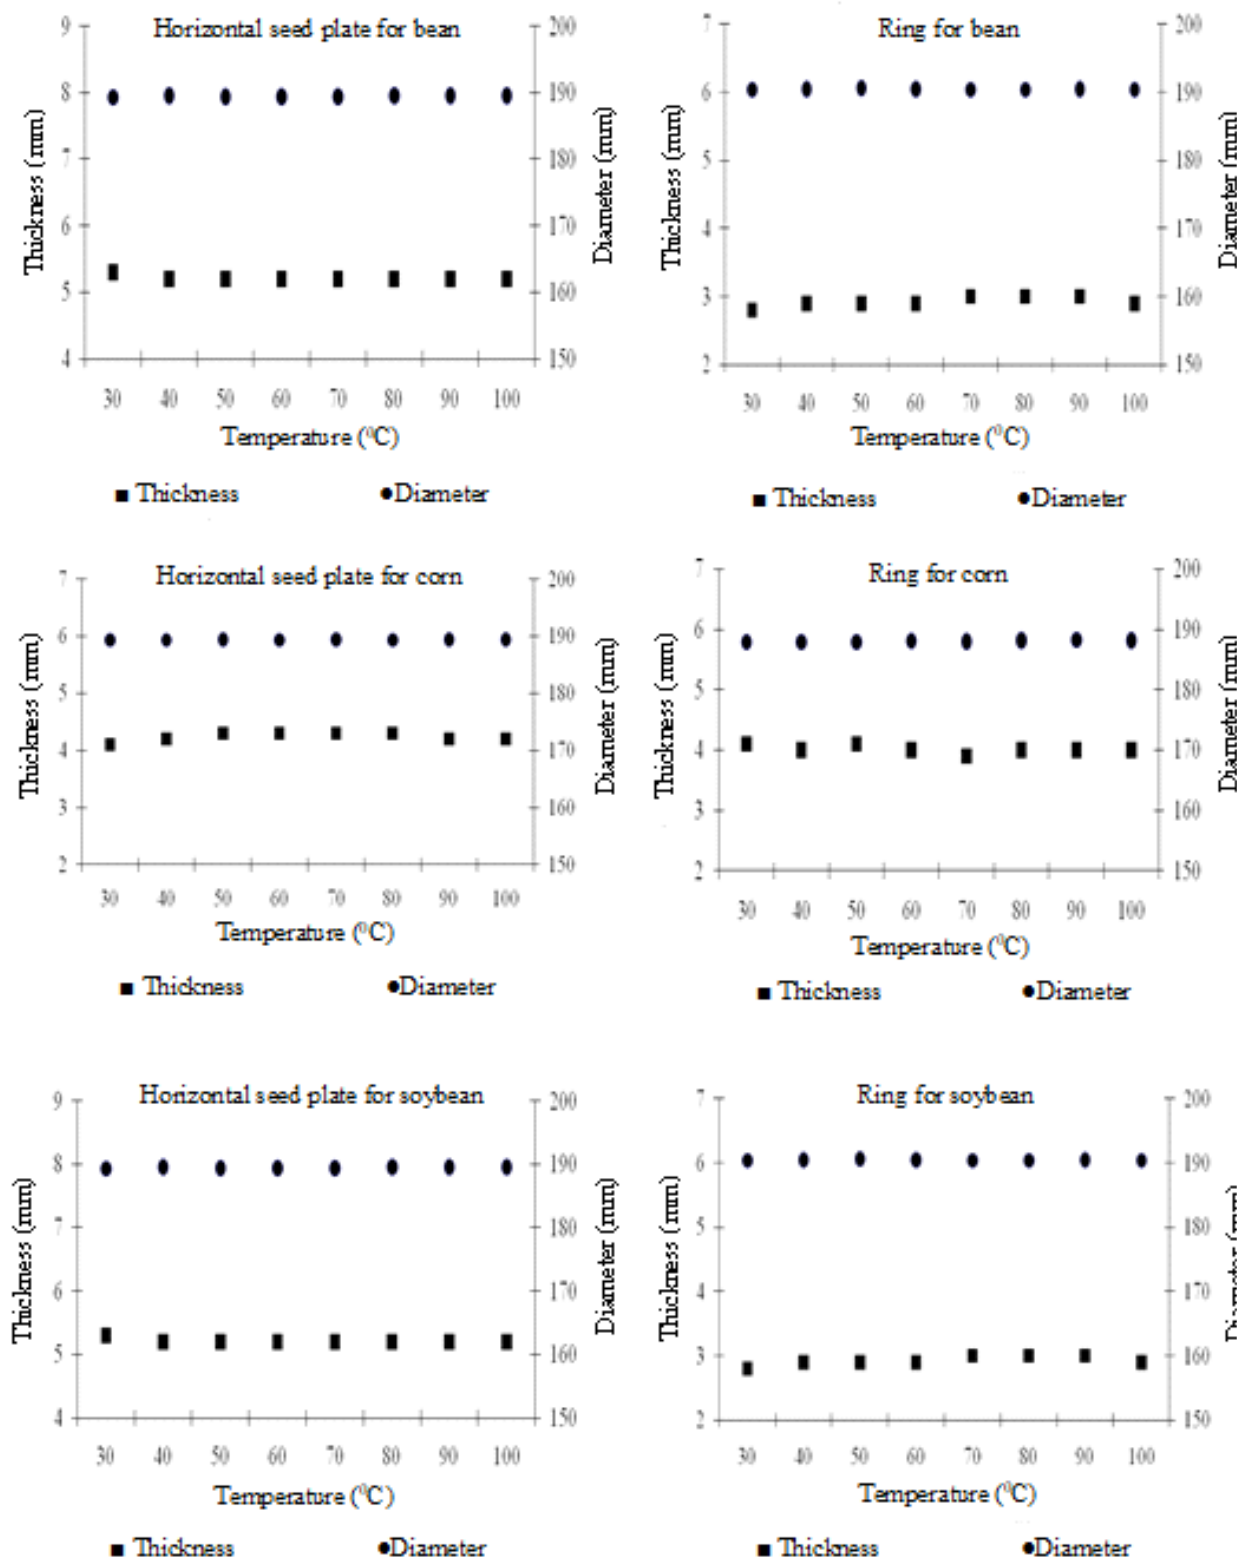 Horizontal seed plate for bean
9
8
7
6
5
4
200
190
180
170
160
150
Thickness (mm)
Diameter (mm)
30 40 50 60 70 80 90 100
Temperature (⁰C)
Thickness Diameter
Ring for bean
7
6
5
4
3
2
200
190
180
170
160
150
Thickness (mm)
Diameter (mm)
30 40 50 60 70 80 90 100
Temperature (⁰C)
Thickness Diameter
Horizontal seed plate for corn
7
6
5
4
3
2
200
190
180
170
160
150
Thickness (mm)
Diameter (mm)
30 40 50 60 70 80 90 100
Temperature (⁰C)
Thickness Diameter
Ring for corn
7
6
5
4
3
2
200
190
180
170
160
150
Thickness (mm)
Diameter (mm)
30 40 50 60 70 80 90 100
Temperature (⁰C)
Thickness Diameter
Horizontal seed plate for soybean
9
8
7
6
5
4
200
190
180
170
160
150
Thickness (mm)
Diameter (mm)
30 40 50 60 70 80 90 100
Temperature (⁰C)
Thickness Diameter
Ring for soybean
7
6
5
4
3
2
200
190
180
170
160
150
Thickness (mm)
Diameter (mm)
30 40 50 60 70 80 90 100
Temperature (⁰C)
Thickness Diameter